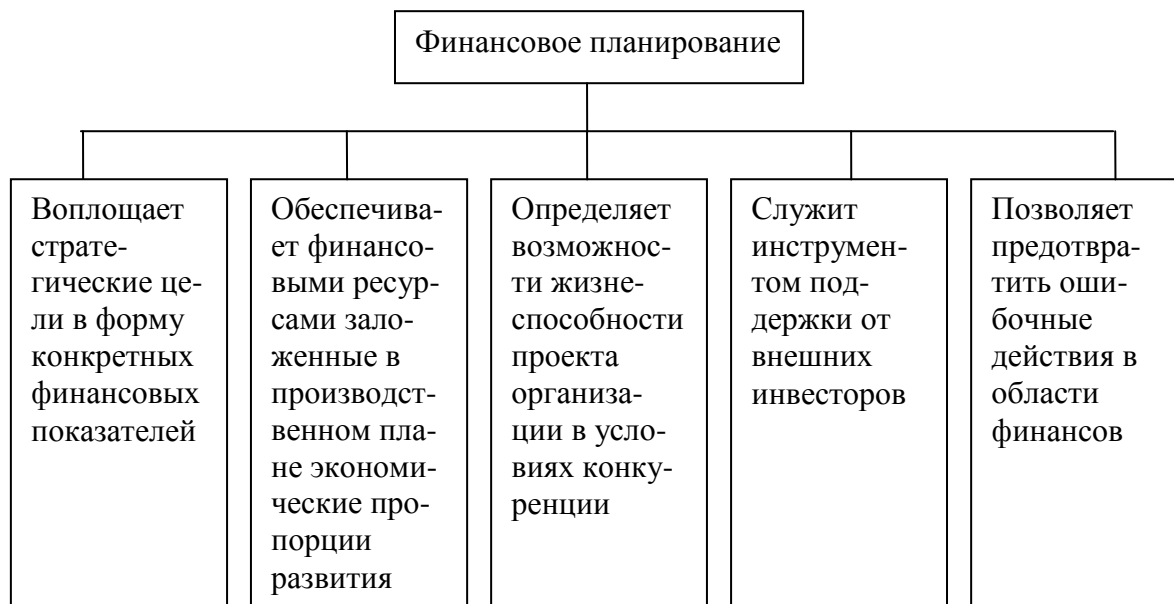 Финансовое планирование
Воплощает
страте-
гические це-
ли в форму
конкретных
финансовых
показателей
Обеспечива-
ет финансо-
выми ресур-
сами зало-
женные в
производст-
венном пла-
не экономи-
ческие про-
порции
развития
Определяет
возможнос-
ти жизне-
способности
проекта
организа-
ции в усло-
виях конку-
ренции
Служит
инструмен-
том под-
держки от
внешних
инвесторов
Позволяет
предотвра-
тить оши-
бочные
действия в
области
финансов